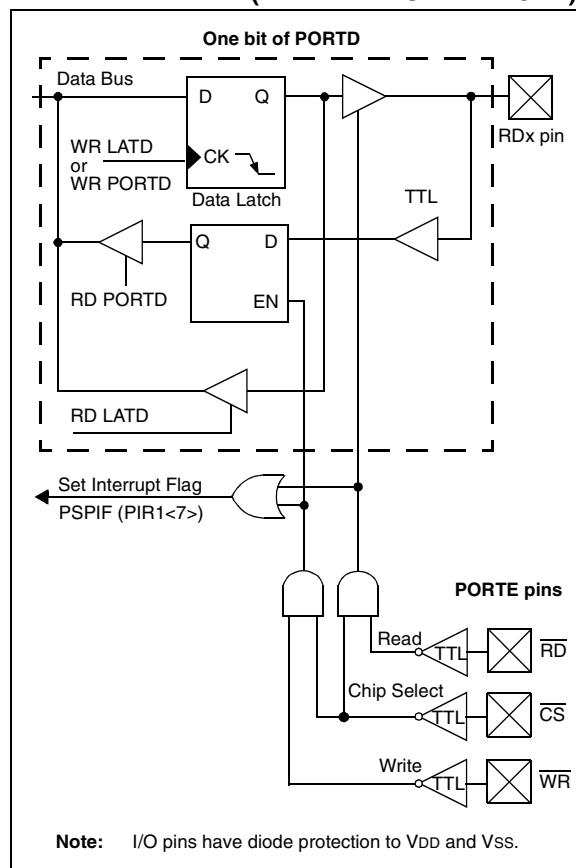 One bit of PORTD
Data Bus
D Q
RDx pin
WR LATD
or
WR PORTD
CK
Data Latch
TTL
Q D
RD PORTD
EN
RD LATD
Set Interrupt Flag
PSPIF (PIR1<7>)
PORTE pins
Read
TTL
RD
Chip Select
TTL
CS
Write
TTL
WR
Note: I/O pins have diode protection to VDD and VSS.